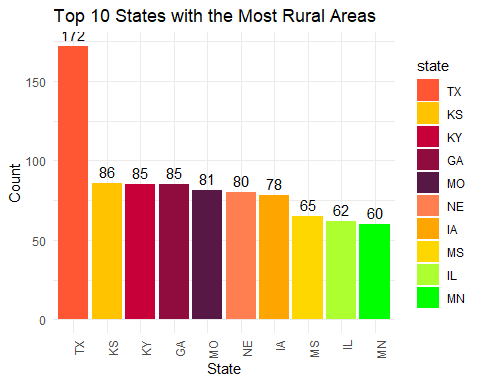 Top 10 States with the Most Rural Areas
172
86
85
85
81
80
78
65
62
60
150
100
50
0
Count
TX
KS
KY
GA
MO
NE
IA
MS
IL
MN
State
state
TX
KS
KY
GA
MO
NE
IA
MS
IL
MN